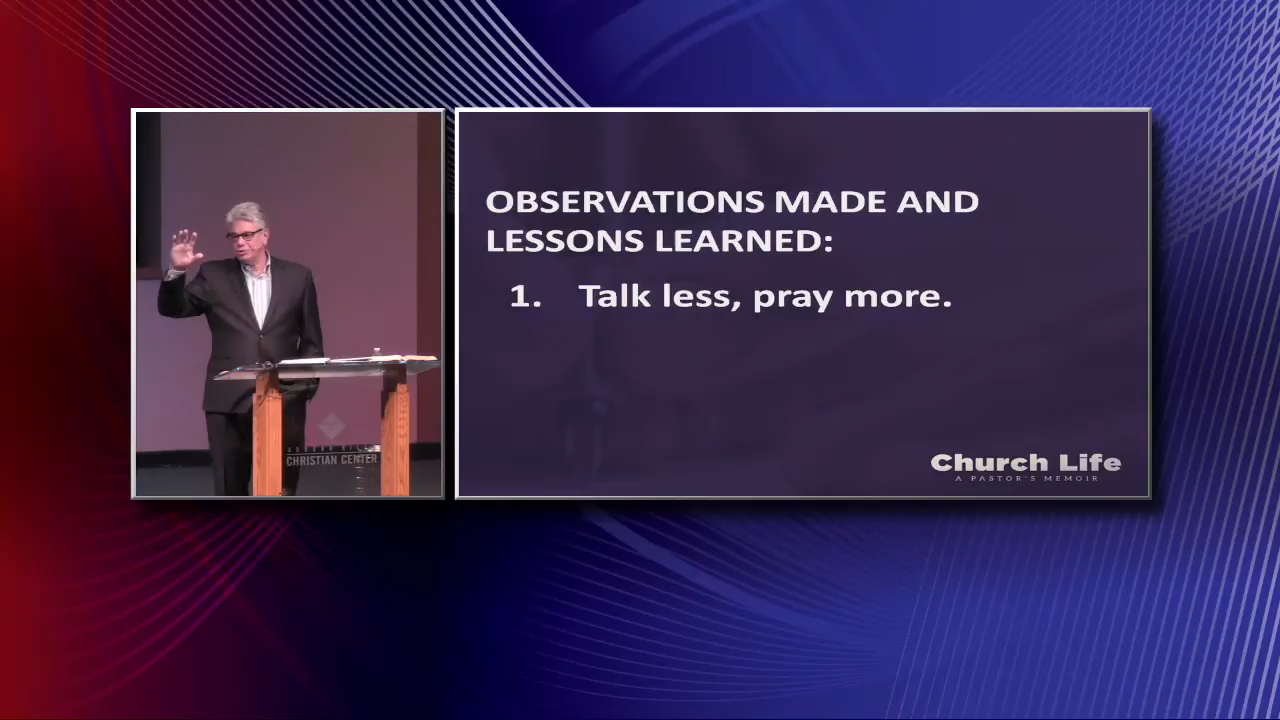 OBSERVATIONS MADE AND
LESSONS LEARNED:
1. Talk less, pray more.
Church Life
A PASTOR'S MEMOIR
CHRISTIAN CENTER